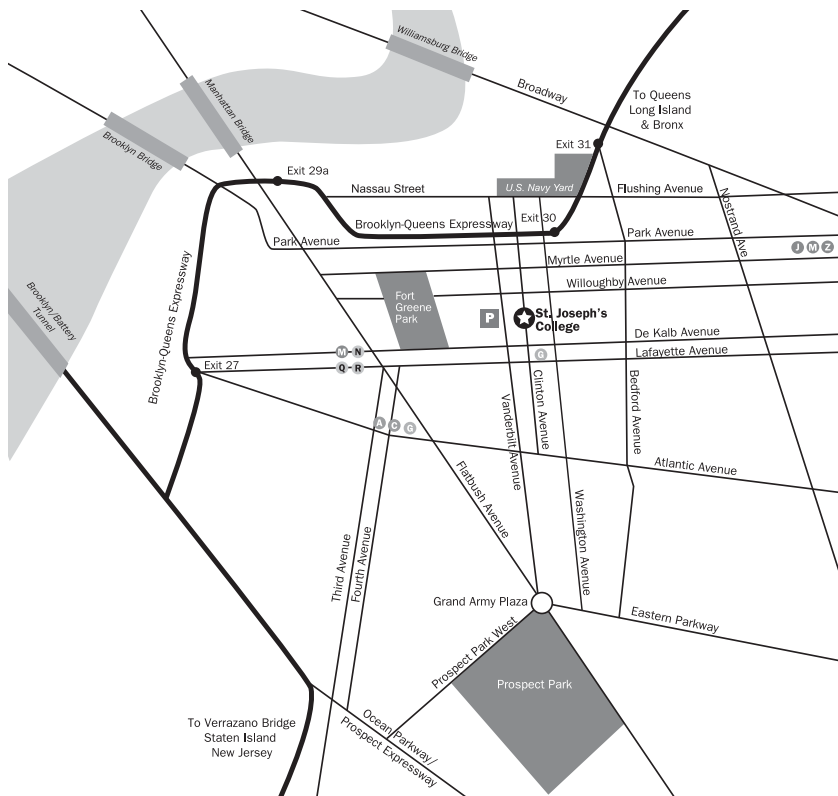 Williamsburg Bridge
Manhattan Bridge
Brooklyn Bridge
Broadway
To Queens
Long Island
& Bronx
Exit 31
Exit 29a
Nassau Street
U.S. Navy Yard
Flushing Avenue
Nostrand Ave
Brooklyn-Queens Expressway
Exit 30
Park Avenue
Park Avenue
J M Z
Myrtle Avenue
Willoughby Avenue
Fort
Greene
Park
P
St. Joseph's
College
Brooklyn/Battery
Tunnel
Brooklyn-Queens Expressway
De Kalb Avenue
M N
Lafayette Avenue
G
Exit 27
Q R
Clinton Avenue
Bedford Avenue
Vanderbilt Avenue
A C G
Atlantic Avenue
Flatbush Avenue
Washington Avenue
Third Avenue
Fourth Avenue
Grand Army Plaza
Eastern Parkway
Prospect Park West
Prospect Park
To Verrazano Bridge
Staten Island
New Jersey
Ocean Parkway/
Prospect Expressway